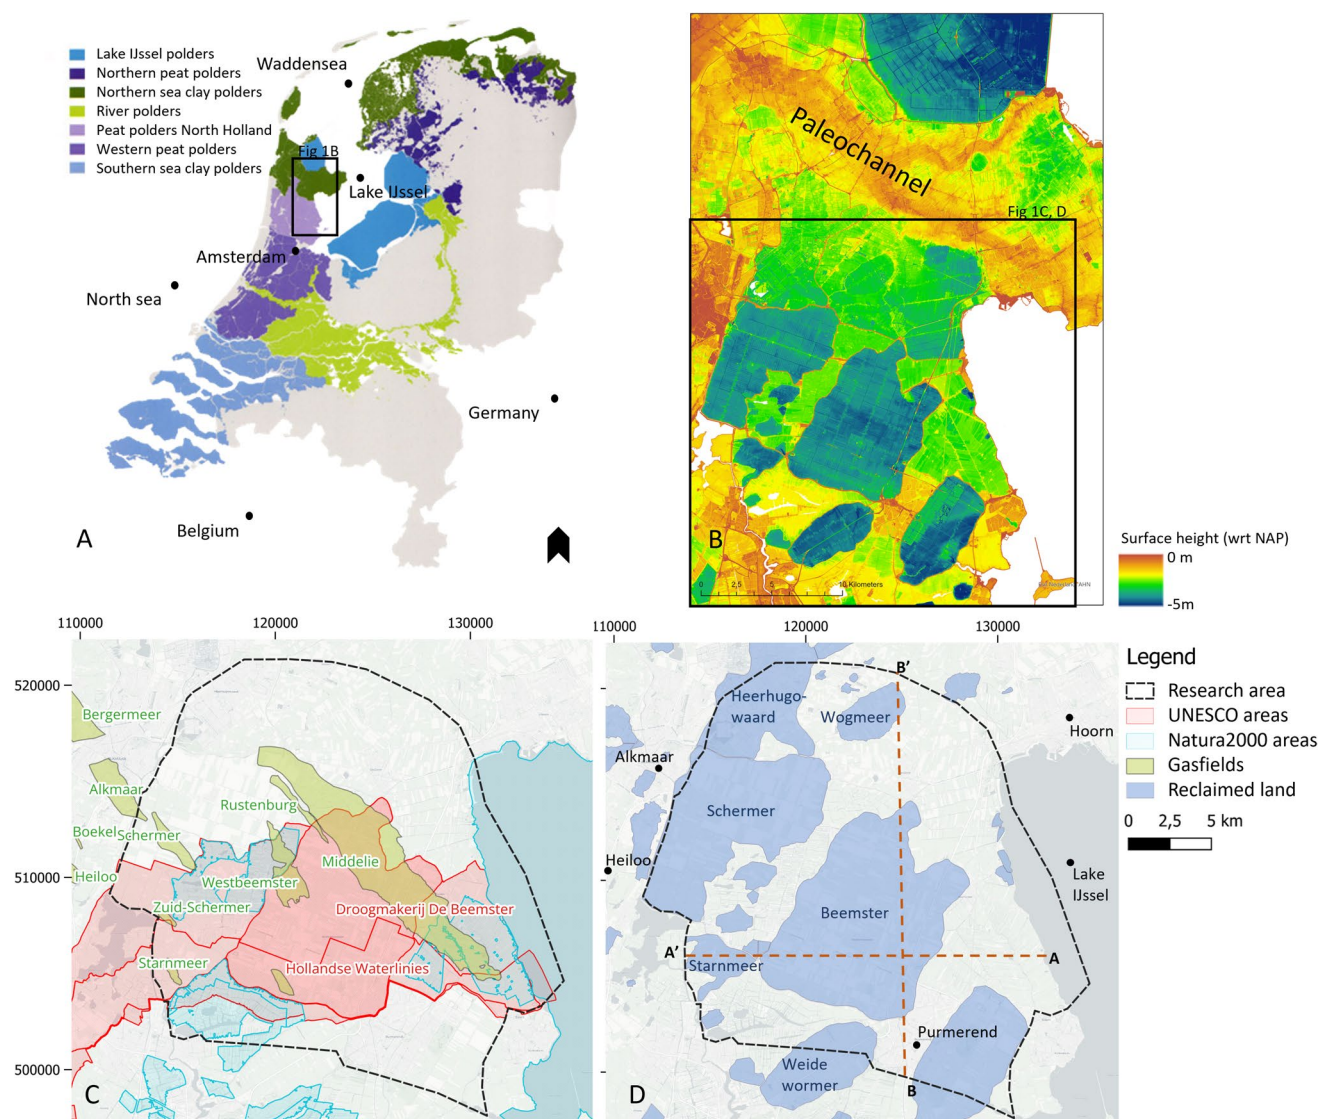 Lake IJssel polders
Northern peat polders
Northern sea clay polders
River polders
Peat polders North Holland
Western peat polders
Southern sea clay polders
Waddensea
Fig 1B
Lake IJssel
Amsterdam
North sea
Germany
Belgium
A
Paleochannel
Fig 1C, D
B
0 2,5 5 10 Kilometers
Surface height (wrt NAP)
0 m
-5m
110000 120000 130000
520000
510000
500000
Bergermeer
Alkmaar
Rustenburg
Boekel
Schermer
Middelie
Heiloo
Westbeemster
Zuid-Schermer
Droogmakerij De Beemster
Starnmeer
Hollandse Waterlinies
C
110000 120000 130000
B'
Heerhugo-
waard
Wogmeer
Hoorn
Alkmaar
Schermer
Heiloo
Lake
IJssel
Beemster
A'
Starnmeer
A
Purmerend
Weide
wormer
B
D
Legend
Research area
UNESCO areas
Natura2000 areas
Gasfields
Reclaimed land
0 2,5 5 km